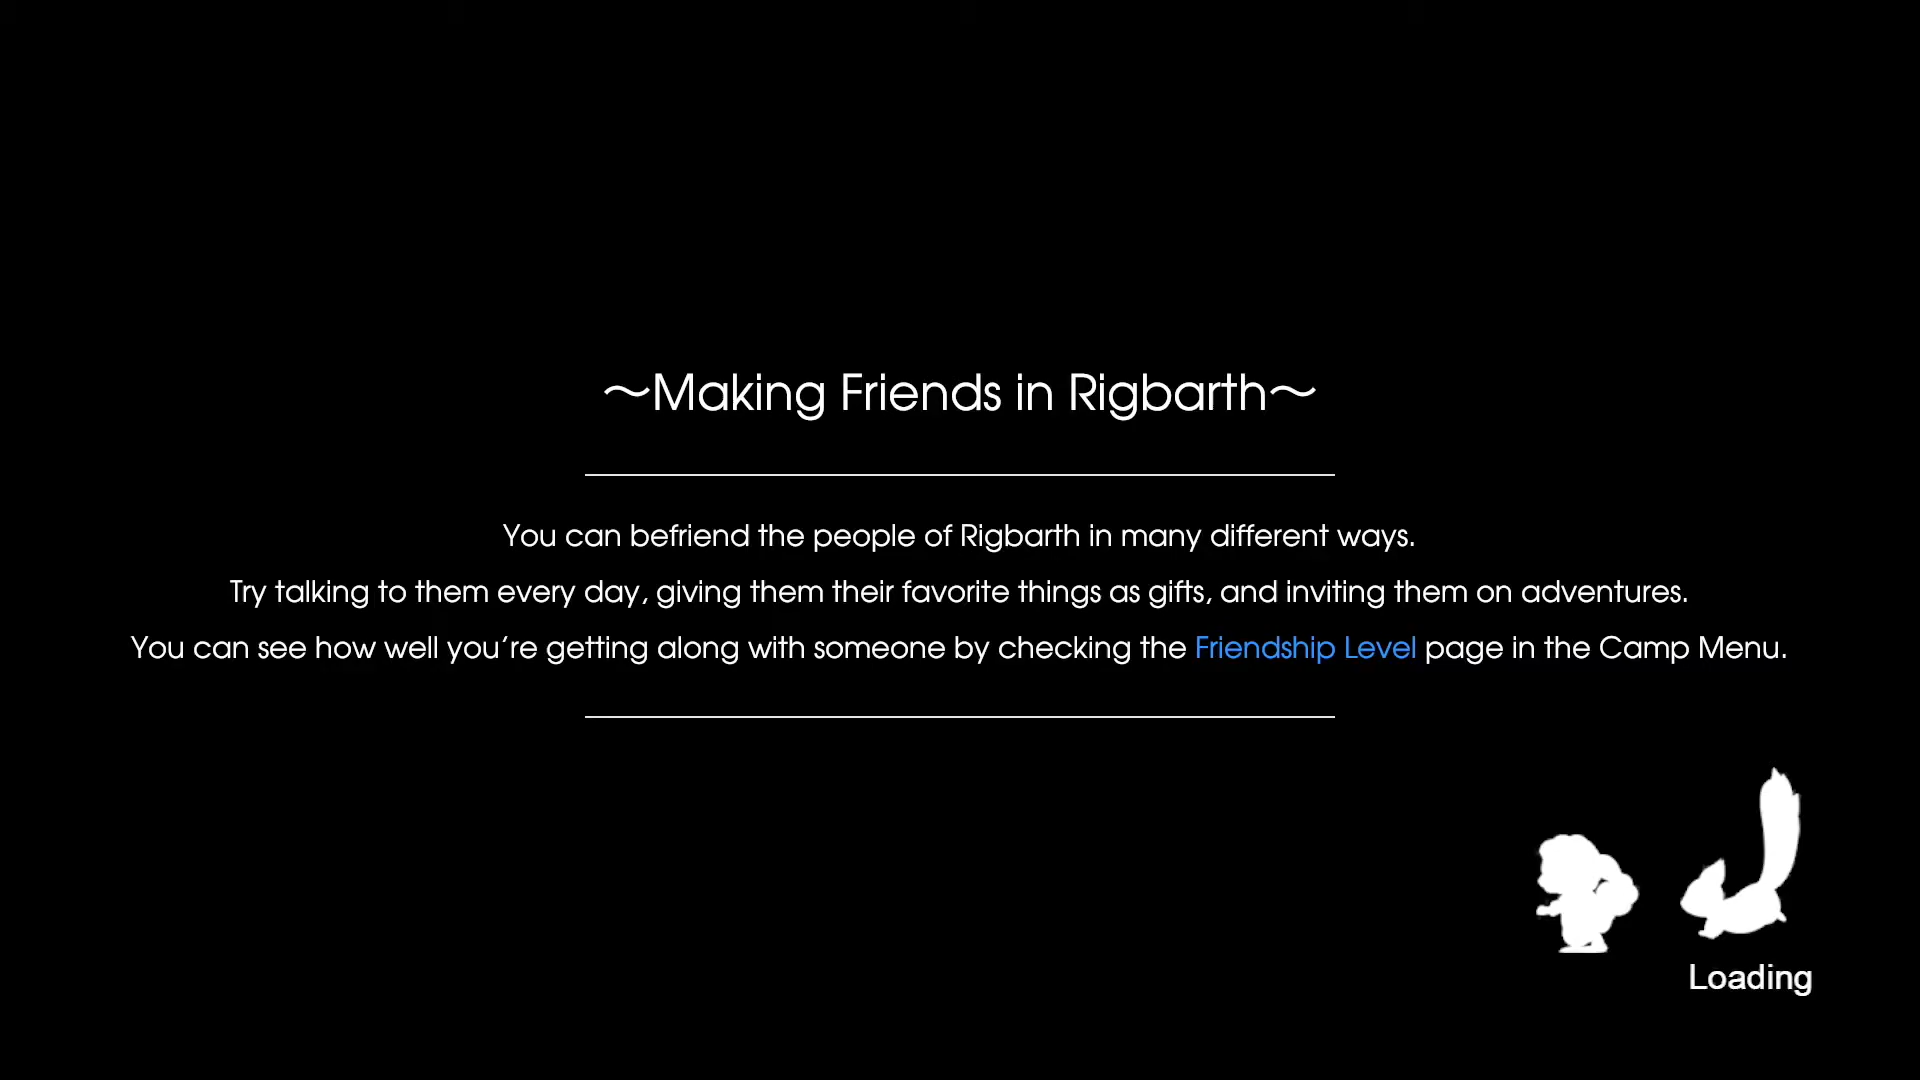 ～Making Friends in Rigbarth～
You can befriend the people of Rigbarth in many different ways.
Try talking to them every day, giving them their favorite things as gifts, and inviting them on adventures.
You can see how well you’re getting along with someone by checking the Friendship Level page in the Camp Menu.
Loading